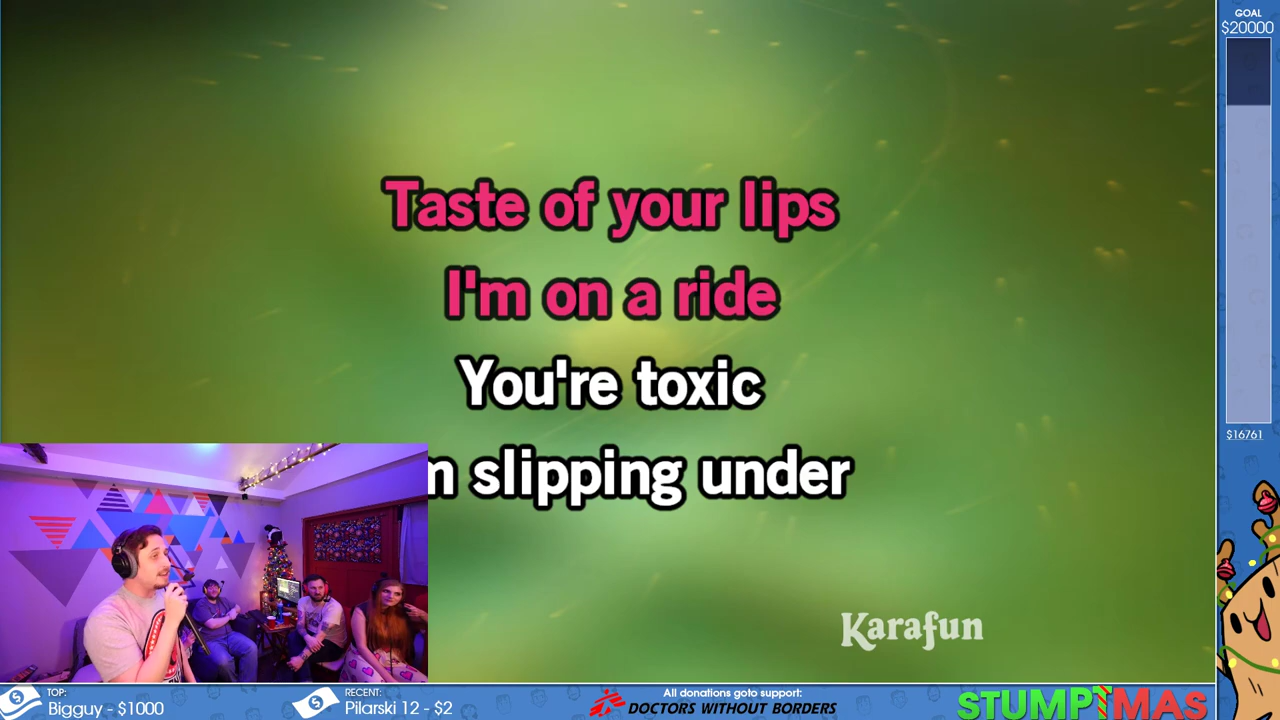 GOAL
$20000
Taste of your lips
I'm on a ride
You're toxic
m slipping under
$16761
Karafun
TOP:
Bigguy - $1000
RECENT:
Pilarski 12 - $2
All donations goto support:
DOCTORS WITHOUT BORDERS
STUMPTMAS